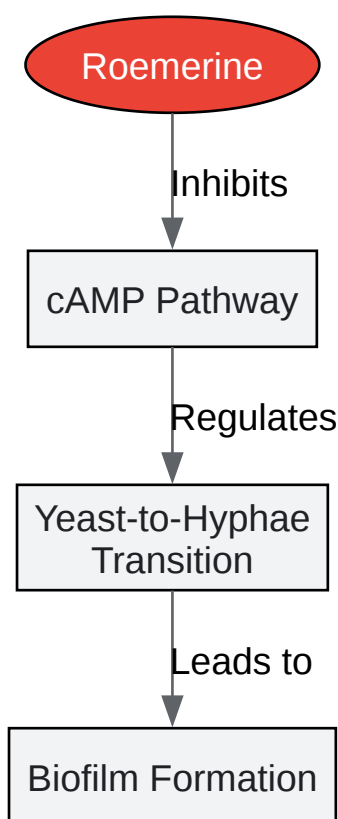 Roemerine
Inhibits
cAMP Pathway
Regulates
Yeast-to-Hyphae
Transition
Leads to
Biofilm Formation